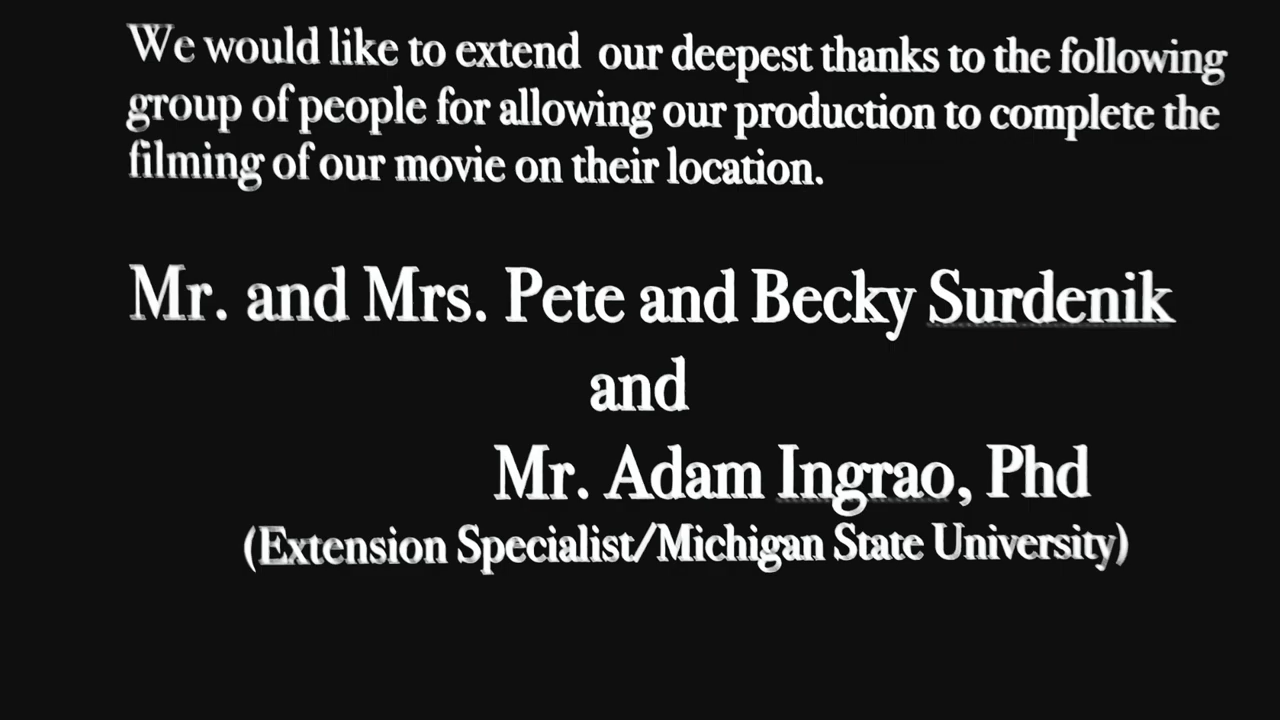 We would like to extend our deepest thanks to the following
group of people for allowing our production to complete the
filming of our movie on their location.
Mr. and Mrs. Pete and Becky Surdenik
and
Mr. Adam Ingrao, Phd
(Extension Specialist/Michigan State University)